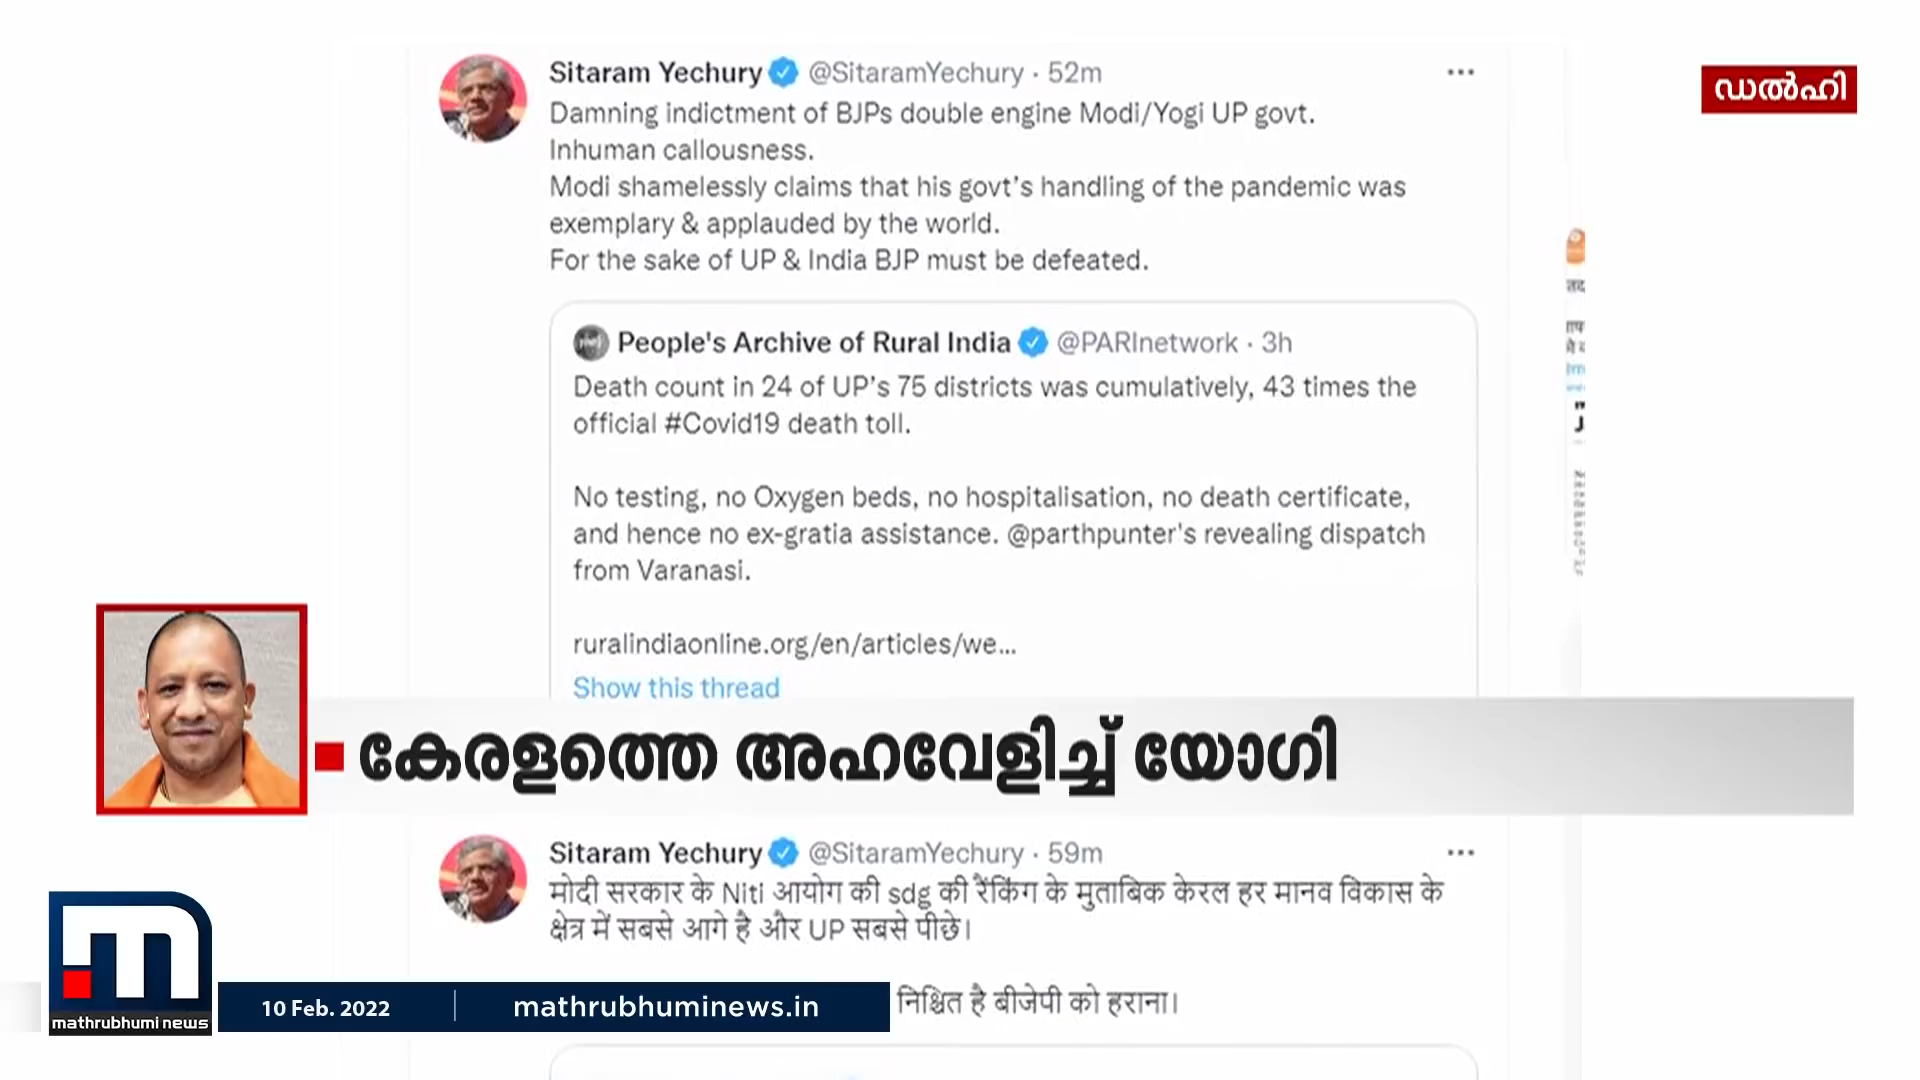 Sitaram Yechury @SitaramYechury · 52m
ഡൽഹി
Damning indictment of BJPs double engine Modi/Yogi UP govt.
Inhuman callousness.
Modi shamelessly claims that his govt's handling of the pandemic was
exemplary & applauded by the world.
For the sake of UP & India BJP must be defeated.
People's Archive of Rural India @PARInetwork · 3h
Death count in 24 of UP's 75 districts was cumulatively, 43 times the
official #Covid19 death toll.
No testing, no Oxygen beds, no hospitalisation, no death certificate,
and hence no ex-gratia assistance. @parthpunter's revealing dispatch
from Varanasi.
ruralindiaonline.org/en/articles/we...
Show this thread
കേരളത്തെ അഹവേളിച്ച് യോഗി
Sitaram Yechury @SitaramYechury · 59m
मोदी सरकार के Niti आयोग की sdg की रैंकिंग के मुताबिक केरल हर मानव विकास के
क्षेत्र में सबसे आगे है और UP सबसे पीछे।
निश्चित है बीजेपी को हराना।
mathrubhumi news
10 Feb. 2022
mathrubhuminews.in